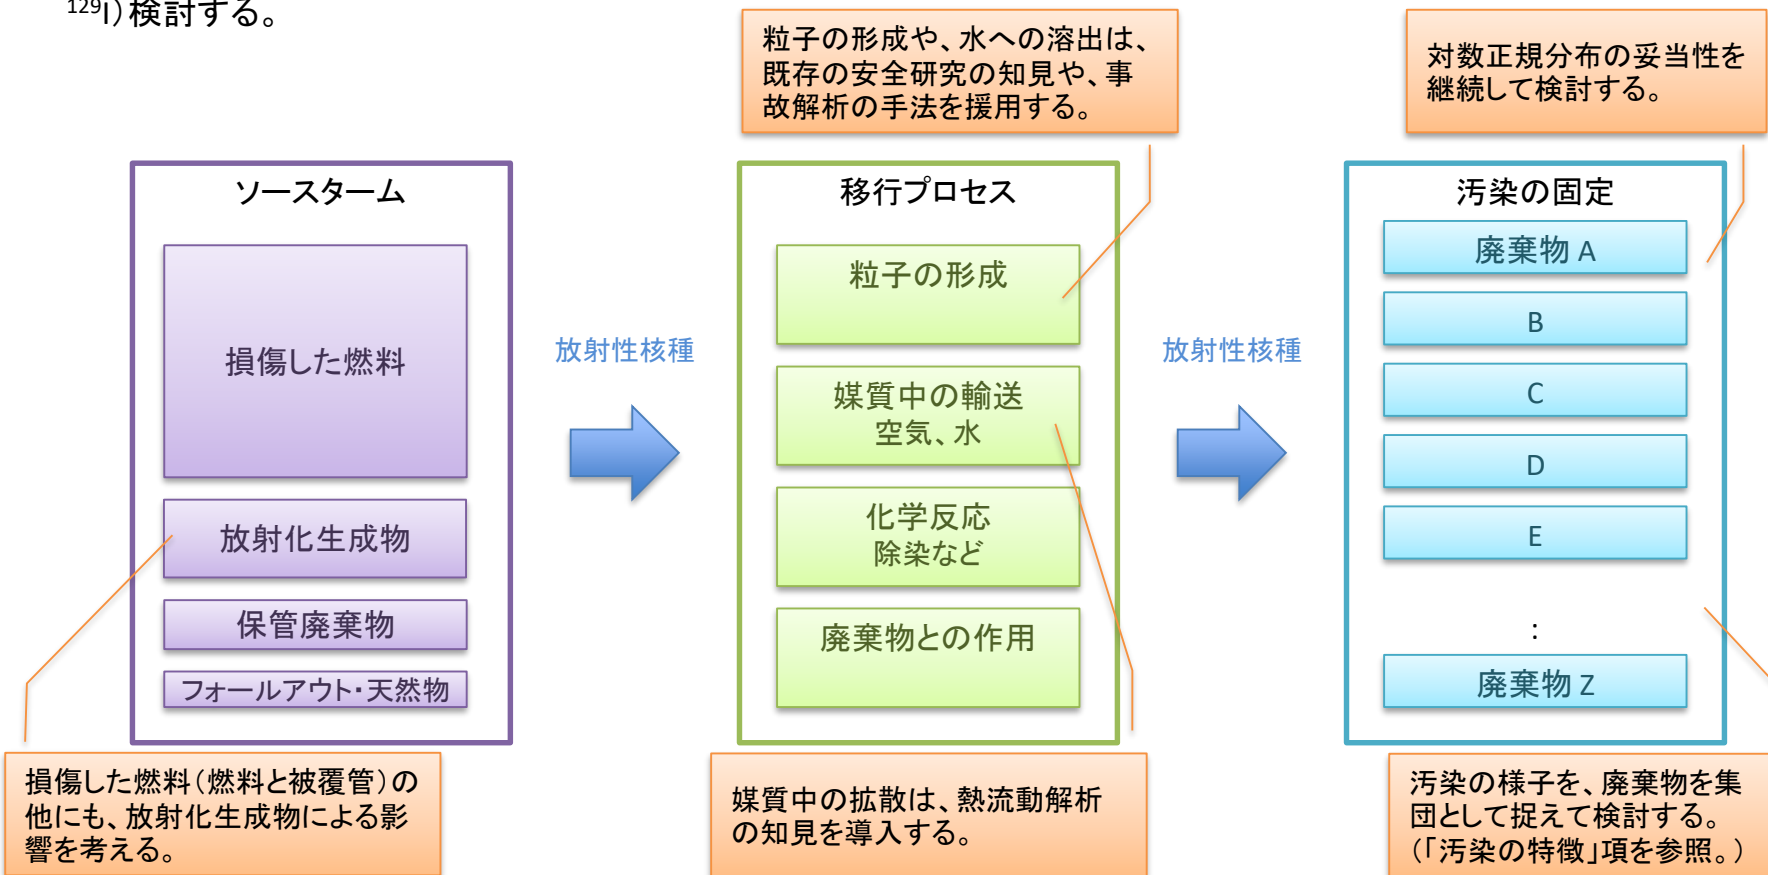 ¹²⁹I)検討する。
粒子の形成や、水への溶出は、
既存の安全研究の知見や、事
故解析の手法を援用する。
対数正規分布の妥当性を
継続して検討する。
ソースターム
損傷した燃料
放射化生成物
保管廃棄物
フォールアウト・天然物
放射性核種
移行プロセス
粒子の形成
媒質中の輸送
空気、水
化学反応
除染など
廃棄物との作用
放射性核種
汚染の固定
廃棄物 A
B
C
D
E
:
廃棄物 Z
損傷した燃料(燃料と被覆管)の
他にも、放射化生成物による影
響を考える。
媒質中の拡散は、熱流動解析
の知見を導入する。
汚染の様子を、廃棄物を集
団として捉えて検討する。
(「汚染の特徴」項を参照。)